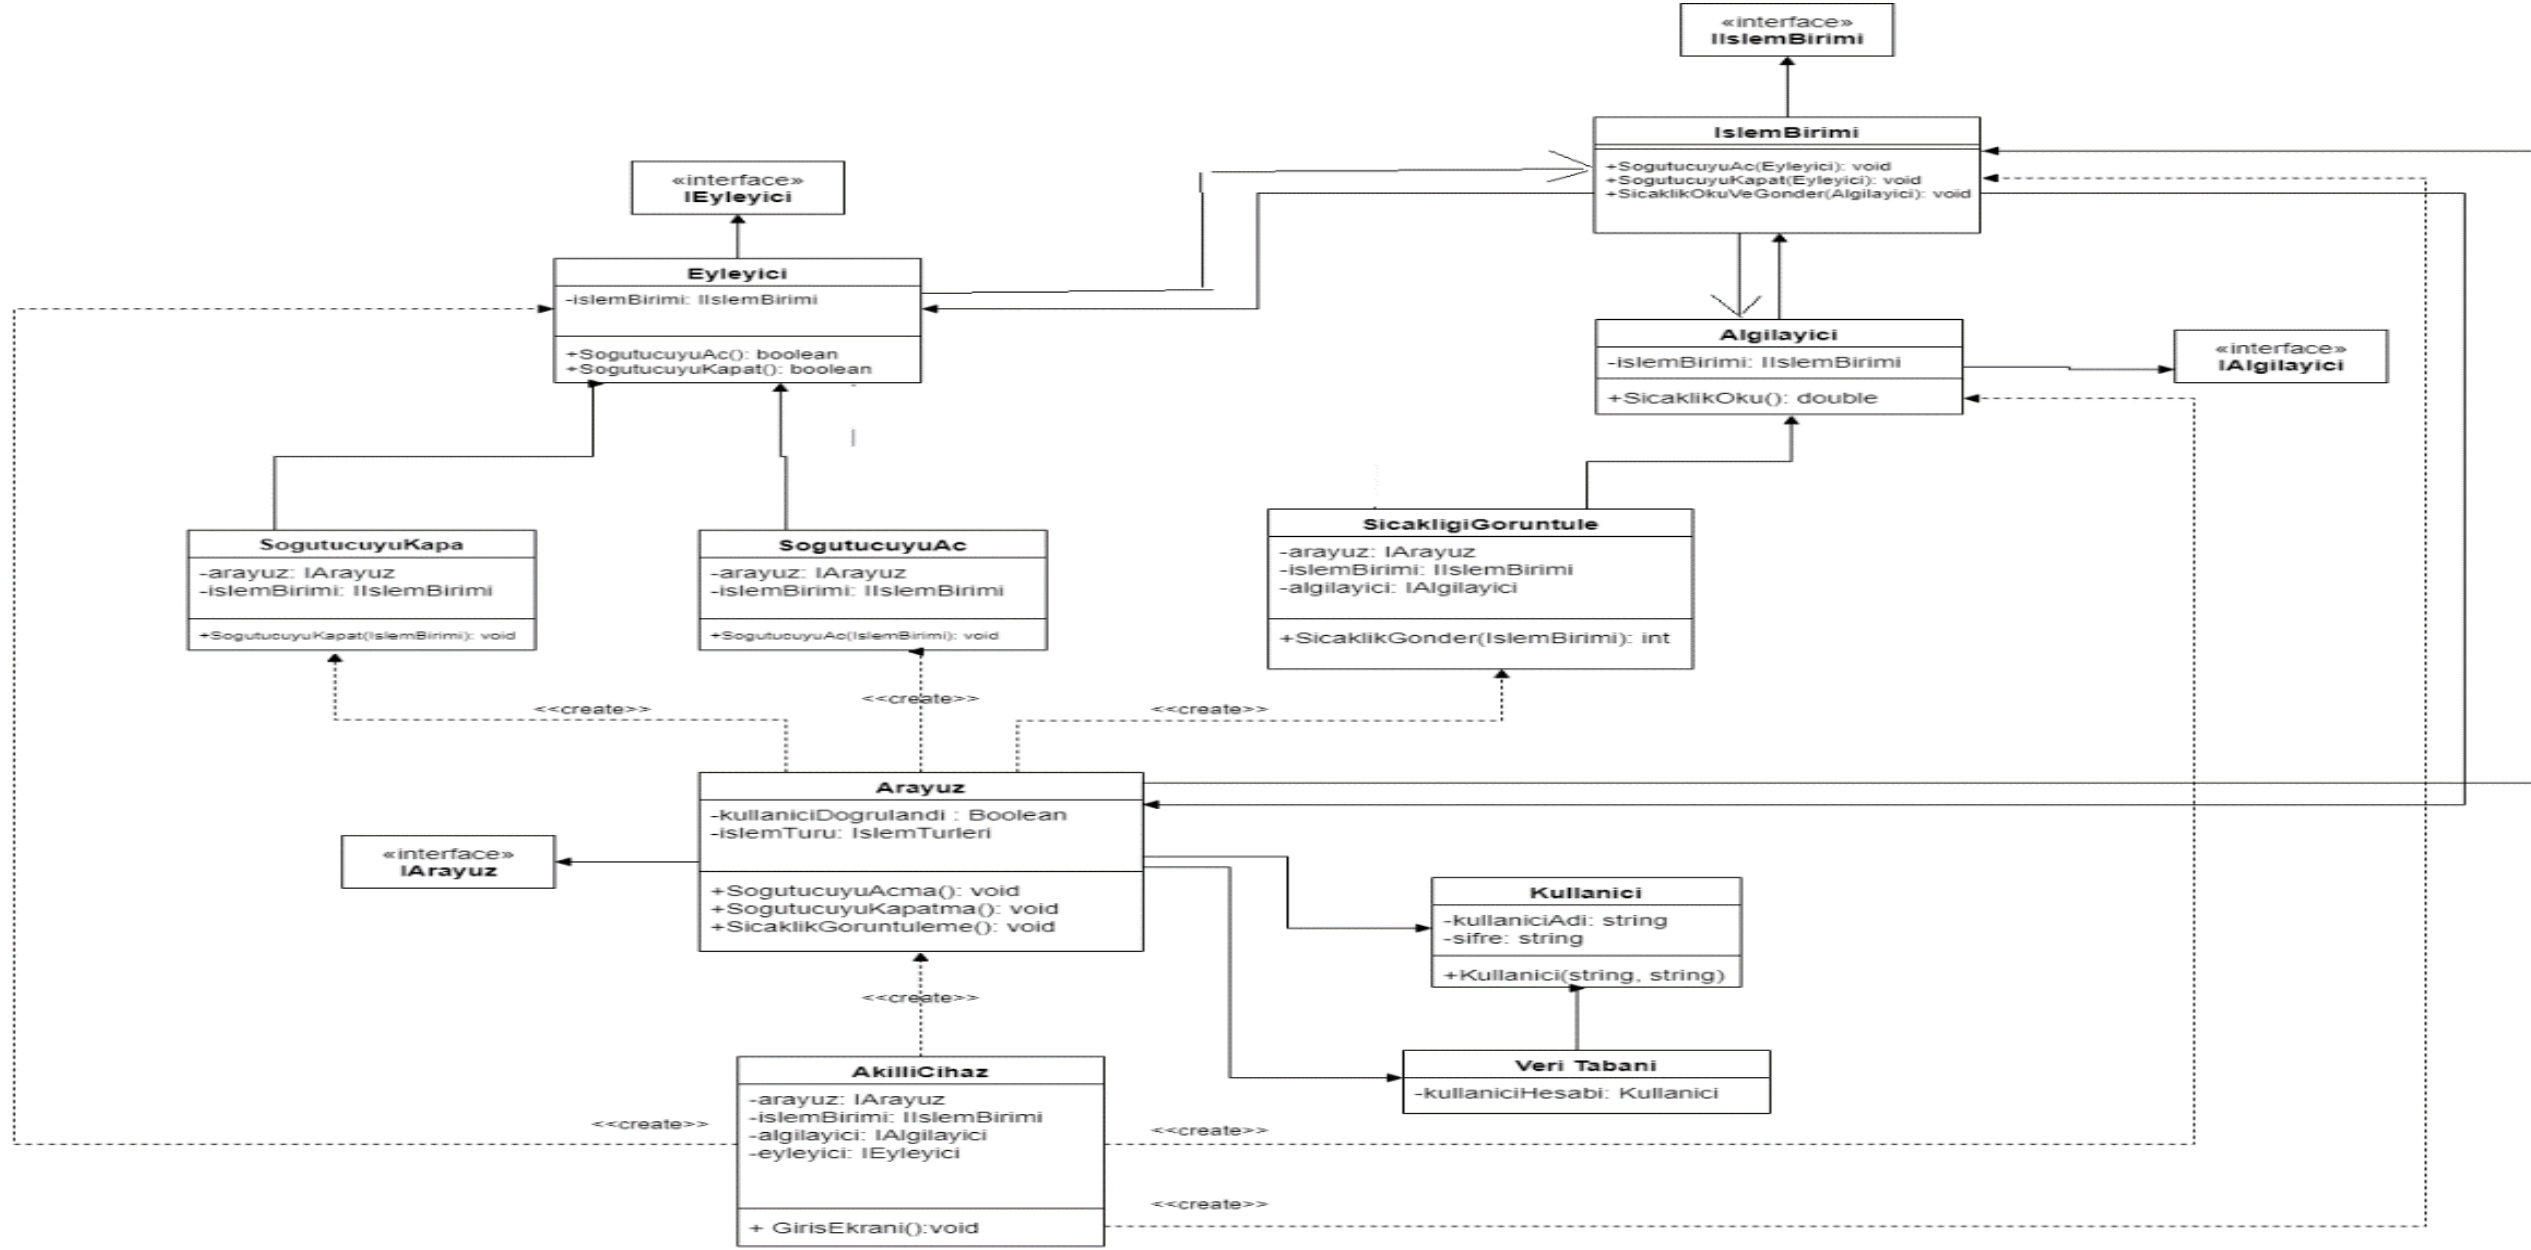 «interface»
IIslemBirimi
IslemBirimi
+SogutucuyuAc(Eyleyici): void
+SogutucuyuKapat(Eyleyici): void
+SicaklikOkuVeGonder(Algilayici): void
«interface»
IEyleyici
Eyleyici
-islemBirimi: IIslemBirimi
+SogutucuyuAc(): boolean
+SogutucuyuKapat(): boolean
Algilayici
-islemBirimi: IIslemBirimi
+SicaklikOku(): double
«interface»
IAlgilayici
SogutucuyuKapa
-arayuz: IArayuz
-islemBirimi: IIslemBirimi
+SogutucuyuKapat(IslemBirimi): void
SogutucuyuAc
-arayuz: IArayuz
-islemBirimi: IIslemBirimi
+SogutucuyuAc(IslemBirimi): void
SicakligiGoruntule
-arayuz: IArayuz
-islemBirimi: IIslemBirimi
-algilayici: IAlgilayici
+SicaklikGonder(IslemBirimi): int
<<create>>
<<create>>
<<create>>
Arayuz
-kullaniciDogrulandi : Boolean
-islemTuru: IslemTurleri
+SogutucuyuAcma(): void
+SogutucuyuKapatma(): void
+SicaklikGoruntuleme(): void
«interface»
IArayuz
Kullanici
-kullaniciAdi: string
-sifre: string
+Kullanici(string, string)
<<create>>
Veri Tabani
-kullaniciHesabi: Kullanici
AkilliCihaz
-arayuz: IArayuz
-islemBirimi: IIslemBirimi
-algilayici: IAlgilayici
-eyleyici: IEyleyici
+ GirisEkrani():void
<<create>>
<<create>>
<<create>>